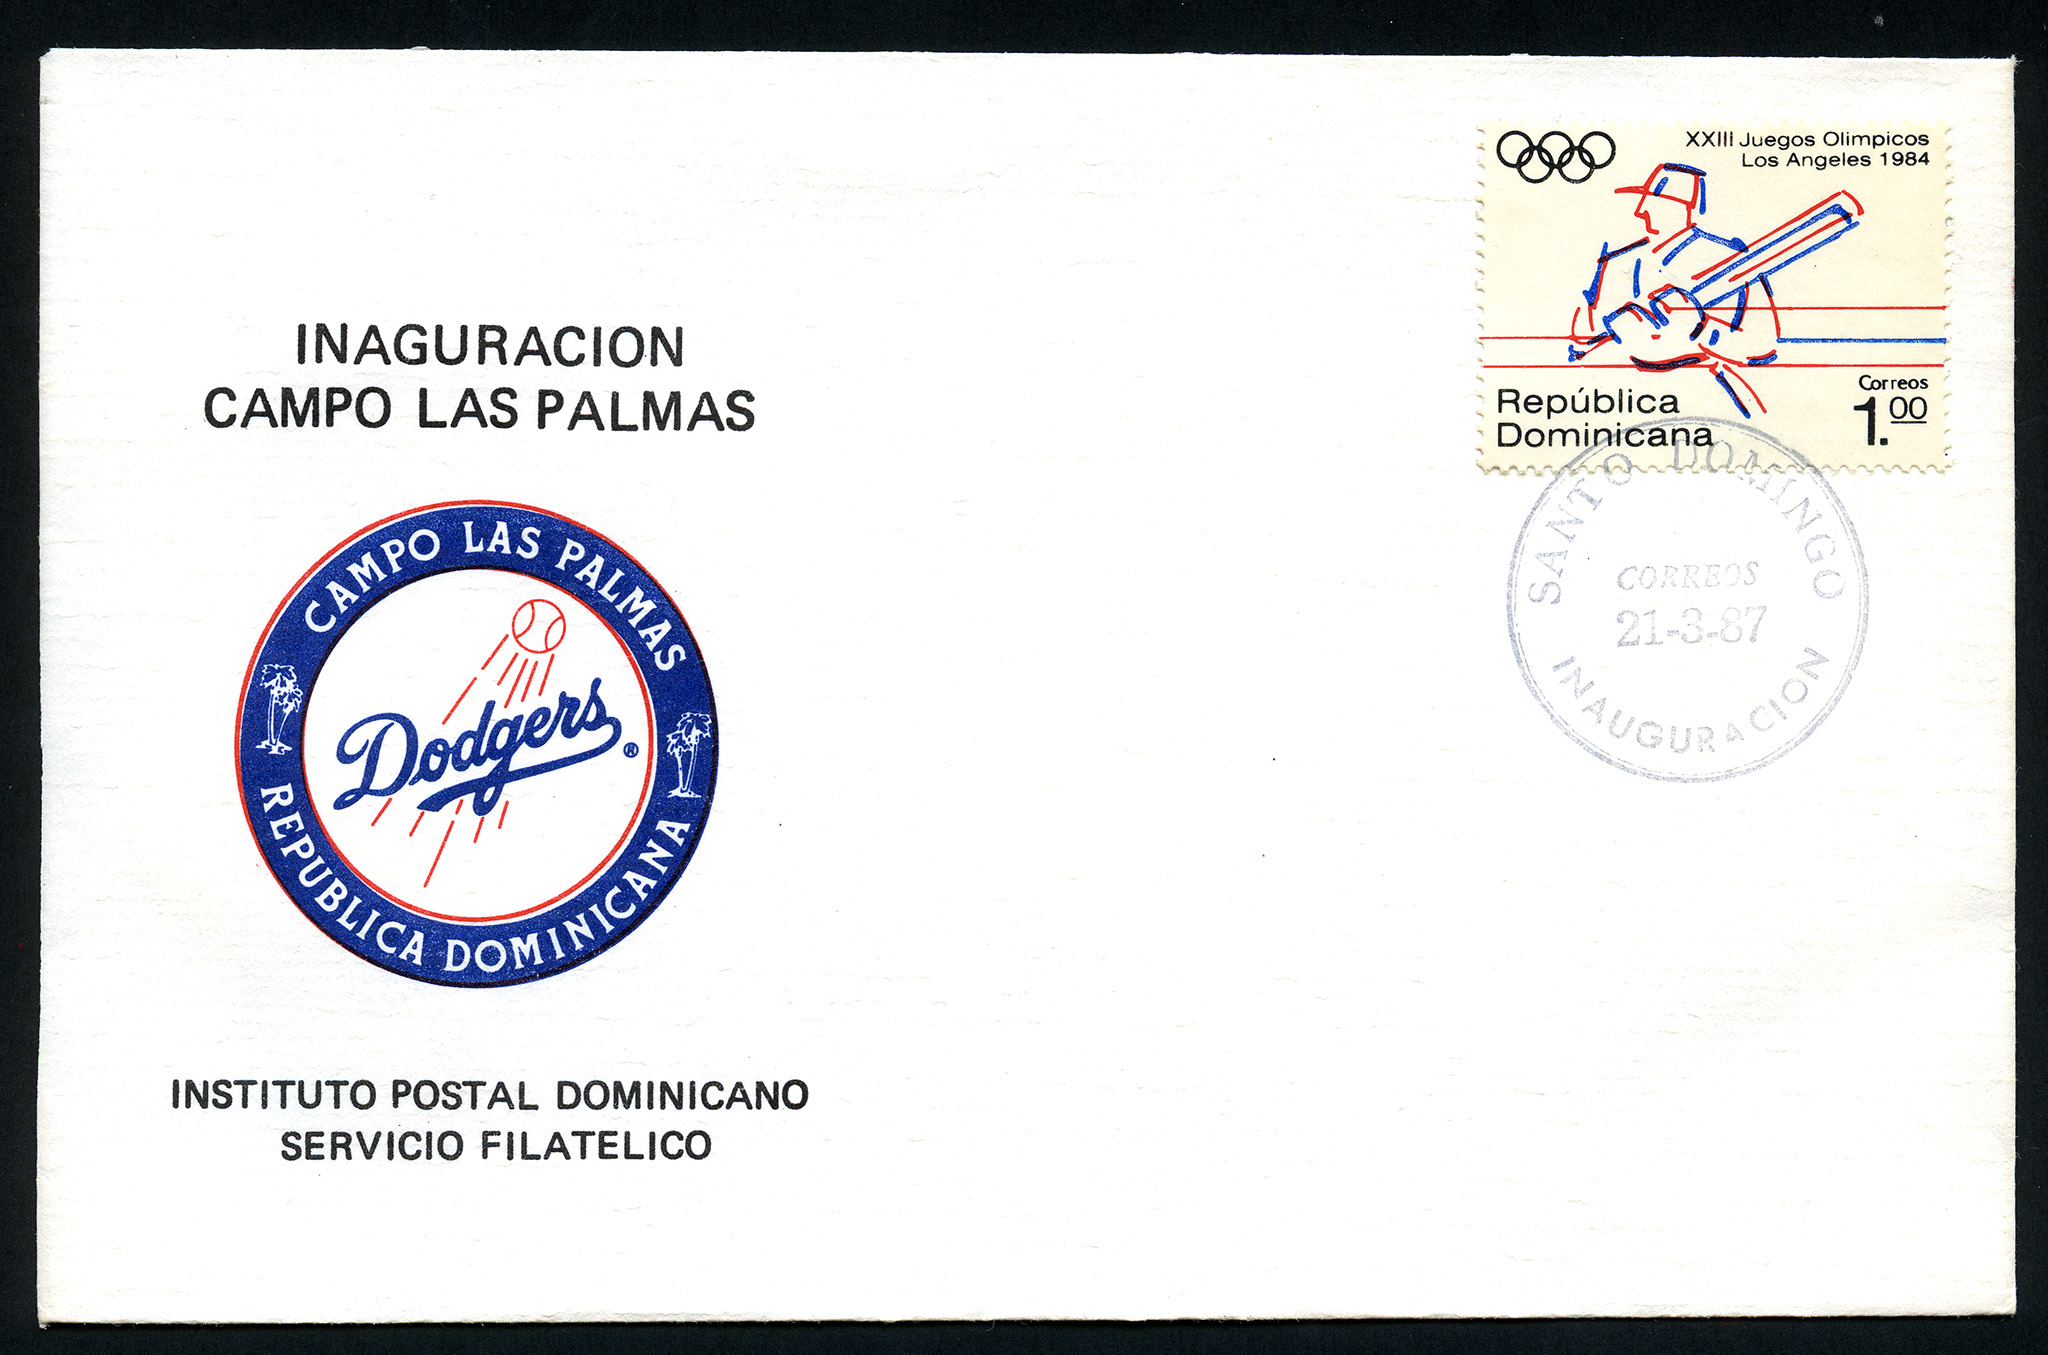 INAGURACION
CAMPO LAS PALMAS
CAMPO LAS PALMAS
Dodgers ®
REPUBLICA DOMINICANA
INSTITUTO POSTAL DOMINICANO
SERVICIO FILATELICO
XXIII Juegos Olimpicos
Los Angeles 1984
República
Dominicana
Correos
1.00
SANTO DOMINGO
CORREOS
21-3-87
INAUGURACION